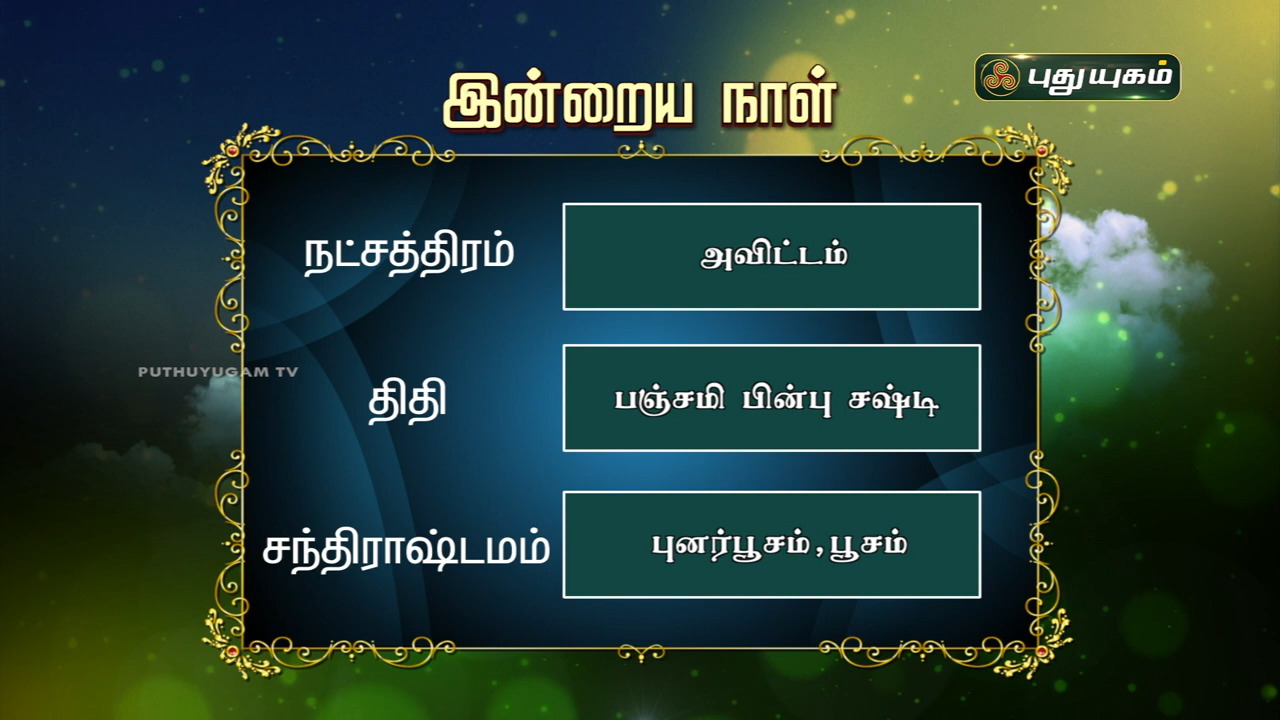 இன்றைய நாள்
புதுயுகம்
நட்சத்திரம்
அவிட்டம்
திதி
பஞ்சமி பின்பு சஷ்டி
சந்திராஷ்டமம்
புனர்பூசம்,பூசம்
PUTHUYUGAM TV